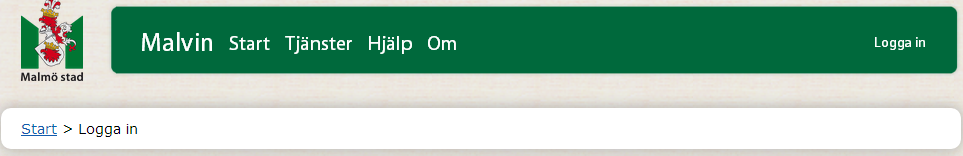 Malvin Start Tjänster Hjälp Om Logga in
Malmö stad
Start > Logga in